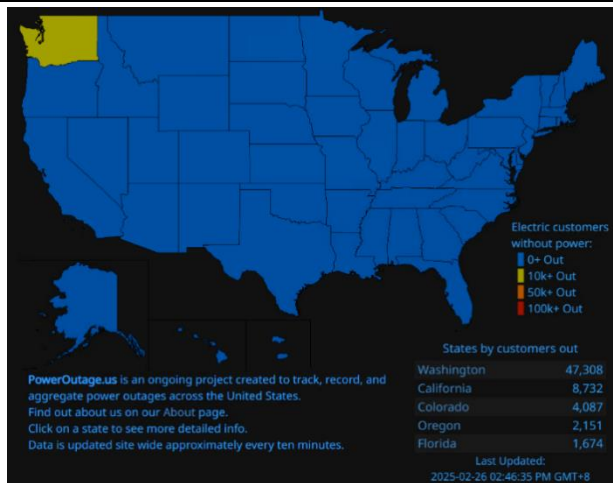 Electric customers
without power:
0+ Out
10k+ Out
50k+ Out
100k+ Out
States by customers out
Washington 47,308
California 8,732
Colorado 4,087
Oregon 2,151
Florida 1,674
Last Updated:
2025-02-26 02:46:35 PM GMT+8
PowerOutage.us is an ongoing project created to track, record, and
aggregate power outages across the United States.
Find out about us on our About page.
Click on a state to see more detailed info.
Data is updated site wide approximately every ten minutes.